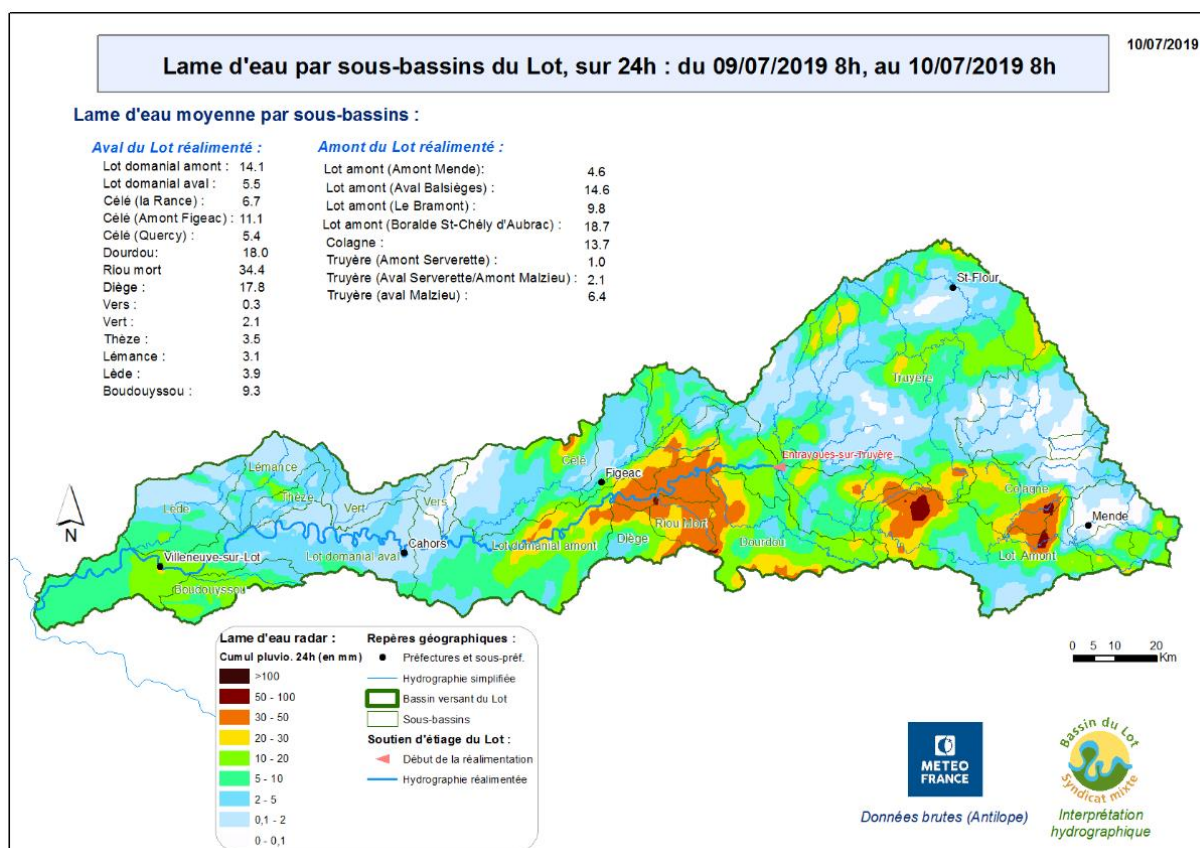 10/07/2019
Lame d'eau par sous-bassins du Lot, sur 24h : du 09/07/2019 8h, au 10/07/2019 8h
Lame d'eau moyenne par sous-bassins :
Aval du Lot réalimenté :
Lot domanial amont : 14.1
Lot domanial aval : 5.5
Célé (la Rance) : 6.7
Célé (Amont Figeac) : 11.1
Célé (Quercy) : 5.4
Dourdou: 18.0
Riou mort 34.4
Diège : 17.8
Vers : 0.3
Vert : 2.1
Thèze : 3.5
Lémance : 3.1
Lède : 3.9
Boudouyssou : 9.3
Amont du Lot réalimenté :
Lot amont (Amont Mende): 4.6
Lot amont (Aval Balsièges) : 14.6
Lot amont (Le Bramont) : 9.8
Lot amont (Boralde St-Chély d'Aubrac) : 18.7
Colagne : 13.7
Truyère (Amont Serverette) : 1.0
Truyère (Aval Serverette/Amont Malzieu) : 2.1
Truyère (aval Malzieu) : 6.4
St-Flour
Truyère
Entraygues-sur-Truyère
Célé
Figeac
Lémance
Thèze
Lède
Vert
Vers
Colagne
Mende
Riou Mort
Dourdou
Diège
Lot domanial amont
Lot Amont
Cahors
Lot domanial aval
Villeneuve-sur-Lot
Boudouyssou
N
Lame d'eau radar :
Cumul pluvio. 24h (en mm)
>100
50 - 100
30 - 50
20 - 30
10 - 20
5 - 10
2 - 5
0,1 - 2
0 - 0,1
Repères géographiques :
Préfectures et sous-préf.
Hydrographie simplifiée
Bassin versant du Lot
Sous-bassins
Soutien d'étiage du Lot :
Début de la réalimentation
Hydrographie réalimentée
0 5 10 20
Km
METEO
FRANCE
Données brutes (Antilope)
Bassin du Lot
Syndicat mixte
Interprétation
hydrographique